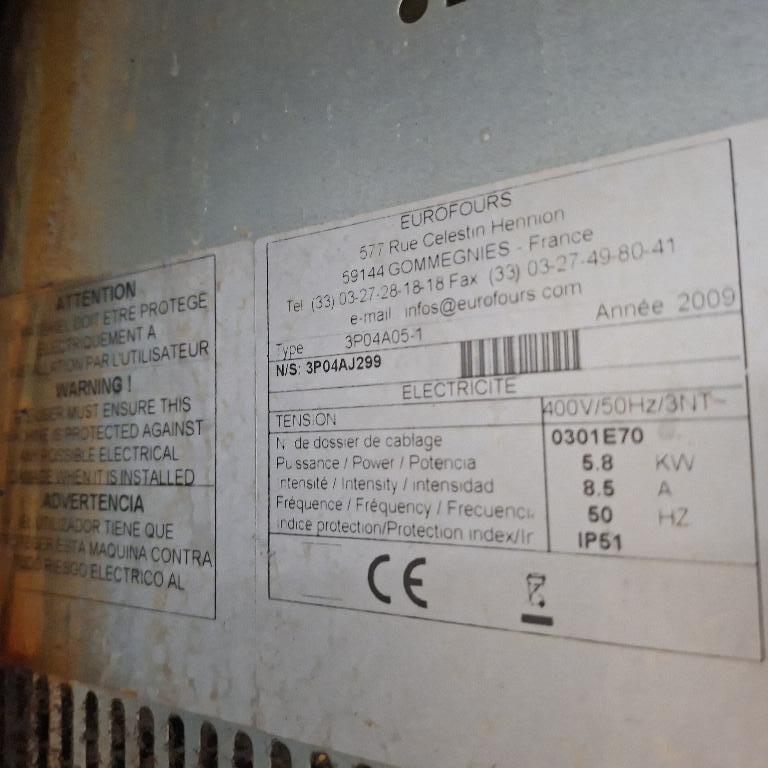 ATTENTION
DOIT ETRE PROTEGE
ELECTRIQUEMENT A
PAR L'UTILISATEUR
WARNING !
USER MUST ENSURE THIS
IS PROTECTED AGAINST
POSSIBLE ELECTRICAL
WHEN IT IS INSTALLED
ADVERTENCIA
TIENE QUE
ESTA MAQUINA CONTRA
RIESGO ELECTRICO AL
EUROFOURS
577 Rue Celestin Hennion
59144 GOMMEGNIES - France
Tel (33) 03-27-28-18-18 Fax (33) 03-27-49-80-41
e-mail infos@eurofours com
Année 2009
Type 3P04A05-1
N/S: 3P04AJ299
ELECTRICITE
TENSION 400V/50Hz/3NT~
N de dossier de cablage 0301E70
Puissance / Power / Potencia 5.8 KW
Intensité / Intensity / intensidad 8.5 A
Fréquence / Fréquency / Frecuenci 50 HZ
Indice protection/Protection index/Ir IP51
CE